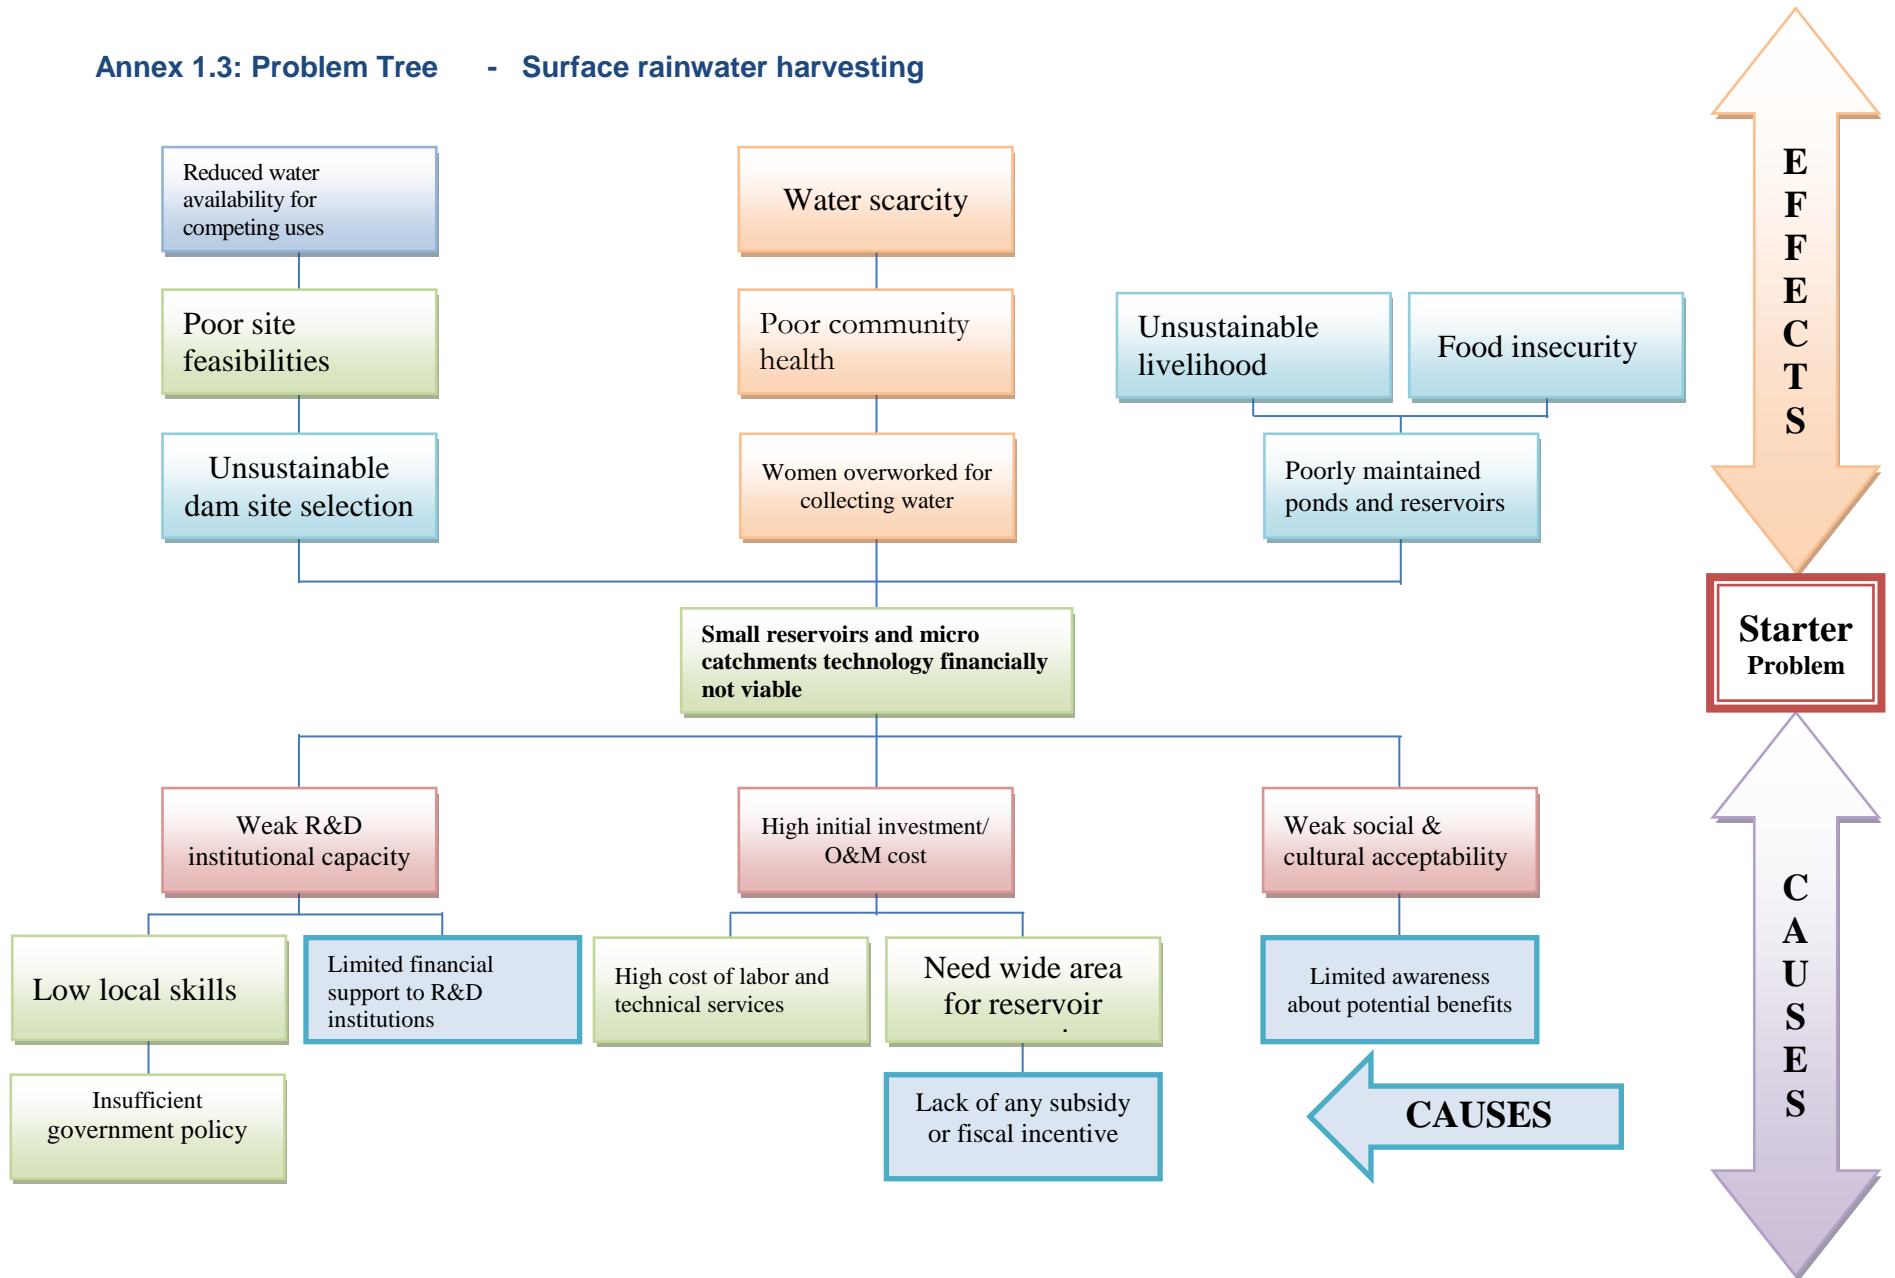 Annex 1.3: Problem Tree - Surface rainwater harvesting
Reduced water
availability for
competing uses
Water scarcity
Poor site
feasibilities
Poor community
health
Unsustainable
livelihood
Food insecurity
Unsustainable
dam site selection
Women overworked for
collecting water
Poorly maintained
ponds and reservoirs
EFFECTS
Small reservoirs and micro
catchments technology financially
not viable
Starter
Problem
Weak R&D
institutional capacity
High initial investment/
O&M cost
Weak social &
cultural acceptability
Low local skills
Limited financial
support to R&D
institutions
High cost of labor and
technical services
Need wide area
for reservoir
Limited awareness
about potential benefits
Insufficient
government policy
Lack of any subsidy
or fiscal incentive
CAUSES
CAUSES